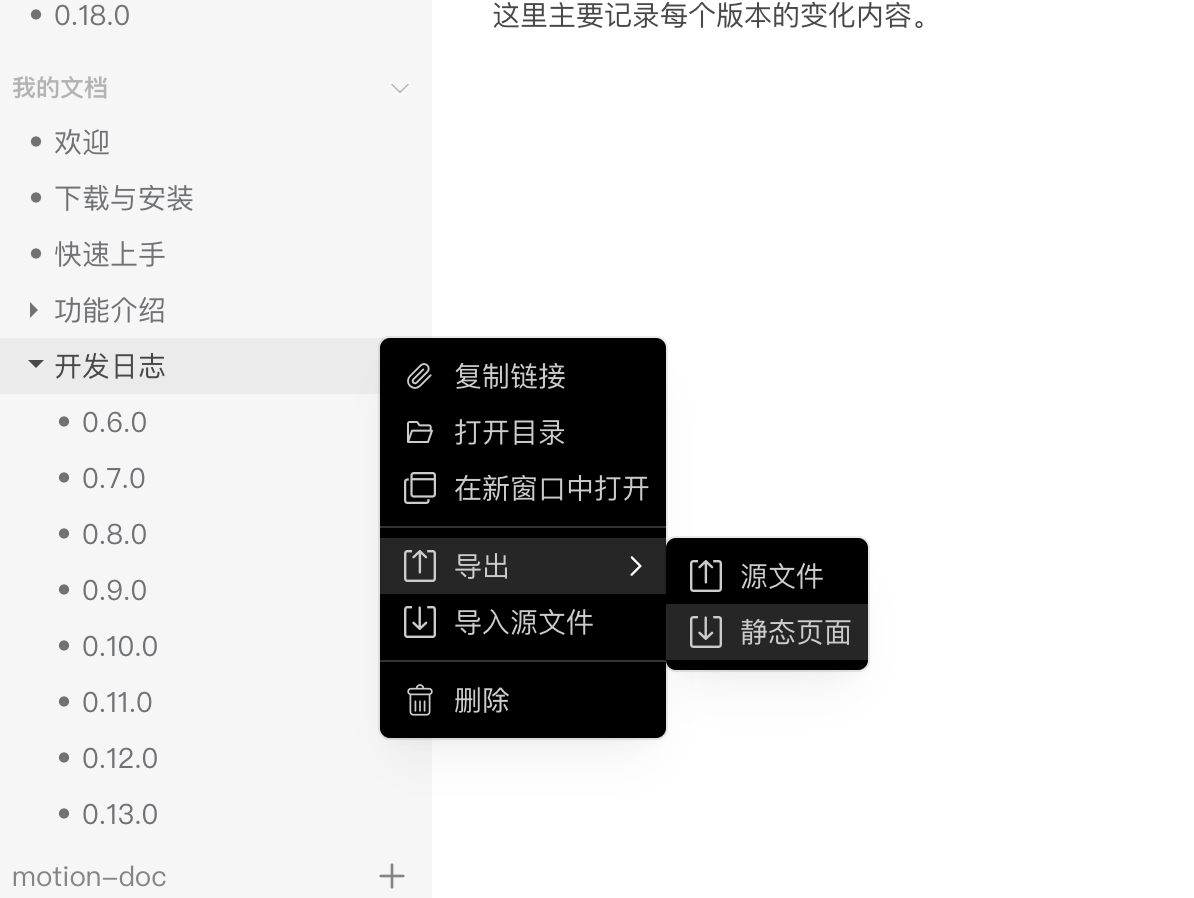 0.18.0
这里主要记录每个版本的变化内容。
我的文档
欢迎
下载与安装
快速上手
功能介绍
开发日志
0.6.0
0.7.0
0.8.0
0.9.0
0.10.0
0.11.0
0.12.0
0.13.0
motion-doc
复制链接
打开目录
在新窗口中打开
导出
导入源文件
删除
源文件
静态页面